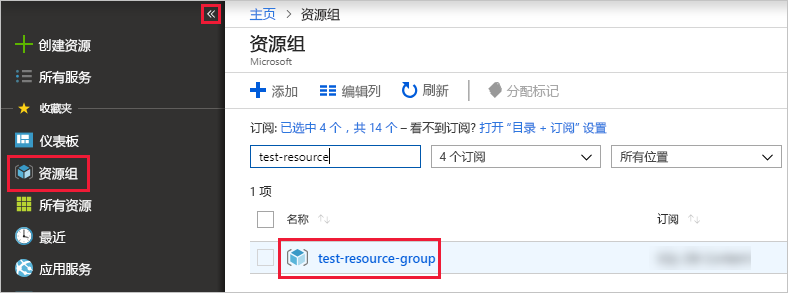 «
创建资源
所有服务
收藏夹
仪表板
资源组
所有资源
最近
应用服务
主页 > 资源组
资源组
Microsoft
添加 编辑列 刷新 分配标记
订阅: 已选中 4 个，共 14 个 – 看不到订阅? 打开 “目录 + 订阅” 设置
test-resource 4 个订阅 所有位置
1 项
名称 订阅
test-resource-group